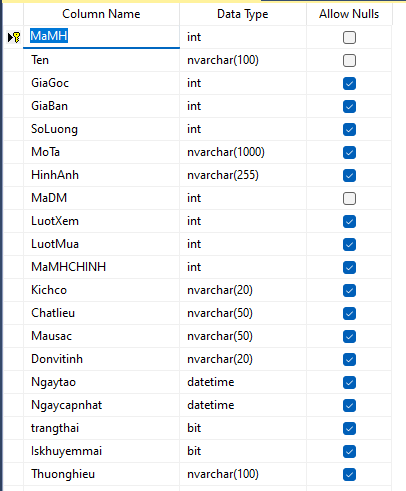 Column Name Data Type Allow Nulls
MaMH int
Ten nvarchar(100)
GiaGoc int
GiaBan int
SoLuong int
MoTa nvarchar(1000)
HinhAnh nvarchar(255)
MaDM int
LuotXem int
LuotMua int
MaMHCHINH int
Kichco nvarchar(20)
Chatlieu nvarchar(50)
Mausac nvarchar(50)
Donvitinh nvarchar(20)
Ngaytao datetime
Ngaycapnhat datetime
trangthai bit
Iskhuyemmai bit
Thuonghieu nvarchar(100)